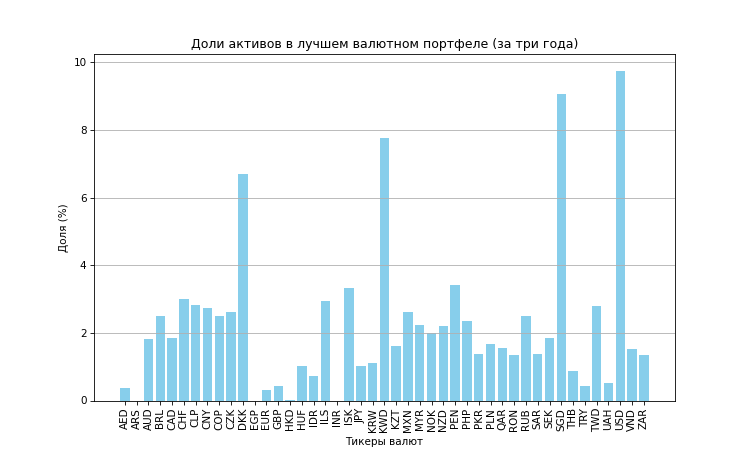 Доли активов в лучшем валютном портфеле (за три года)
Доля (%)
10
8
6
4
2
0
AED ARS AUD BRL CAD CHF CLP CNY COP CZK DKK EGP EUR GBP HKD HUF IDR ILS INR ISK JPY KRW KWD KZT MXN MYR NOK NZD PEN PHP PKR PLN QAR RON RUB SAR SEK SGD THB TRY TWD UAH USD VND ZAR
Тикеры валют